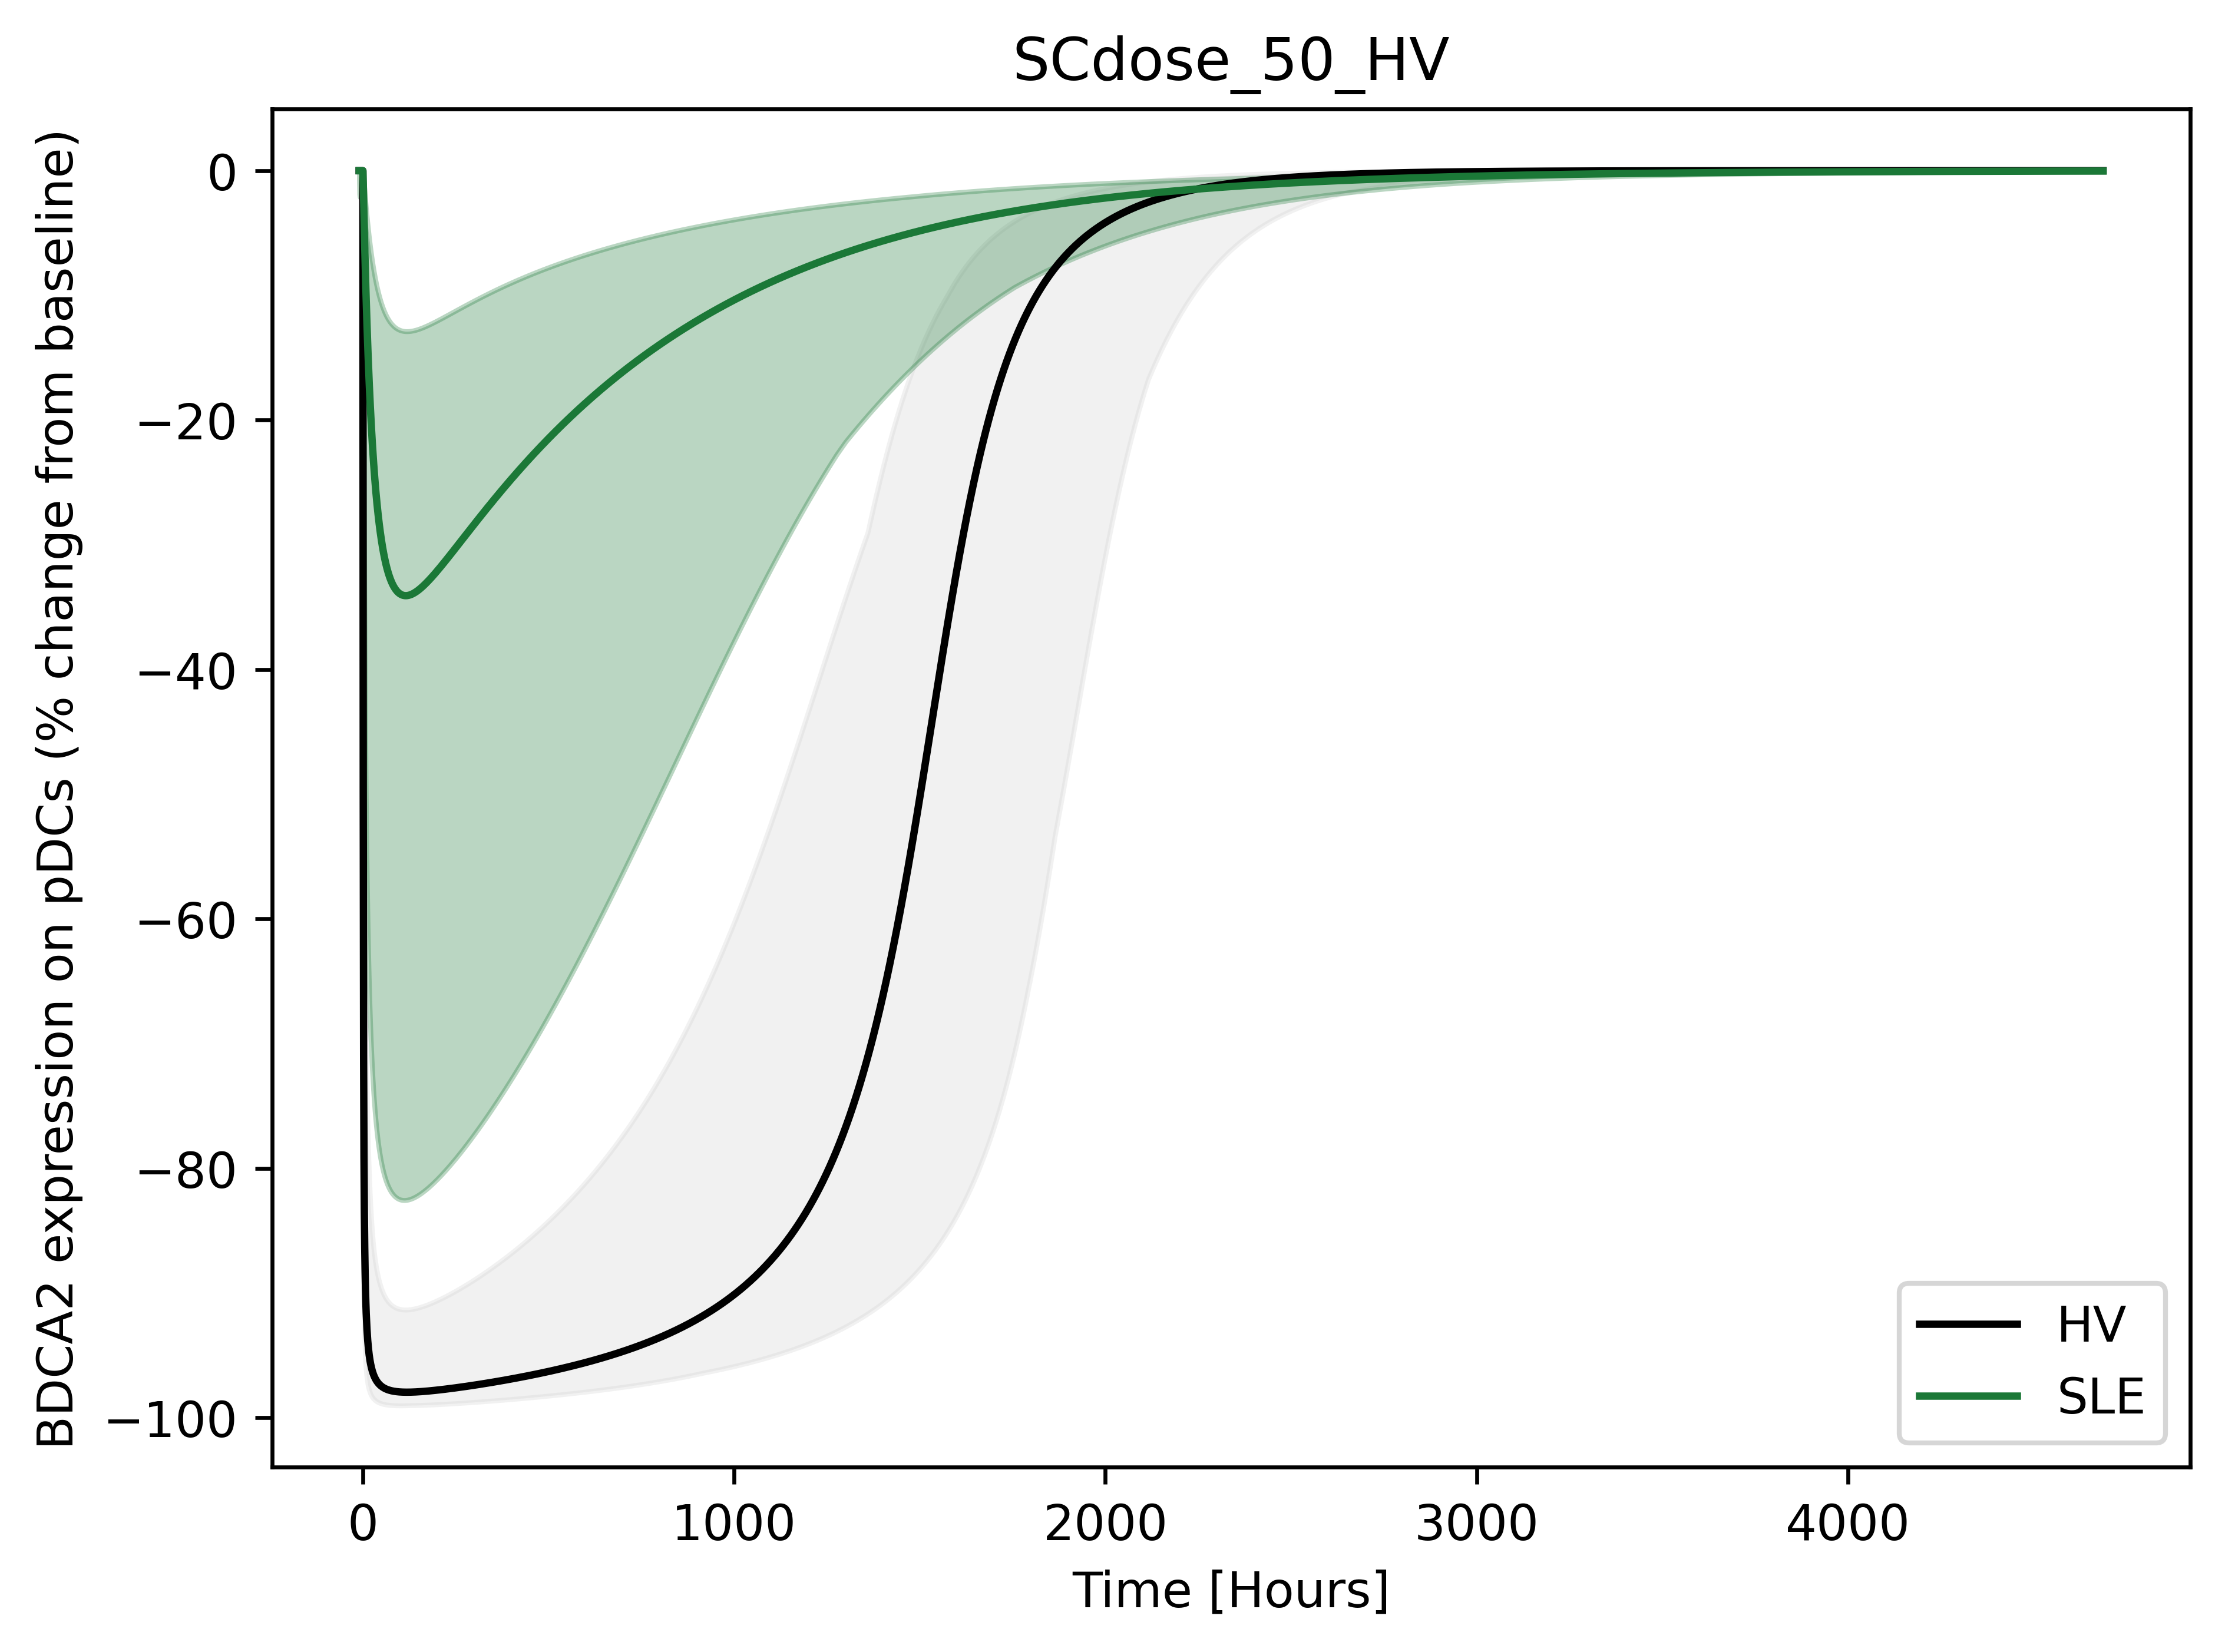 SCdose_50_HV
BDCA2 expression on pDCs (% change from baseline)
0
−20
−40
−60
−80
−100
0 1000 2000 3000 4000
Time [Hours]
HV
SLE